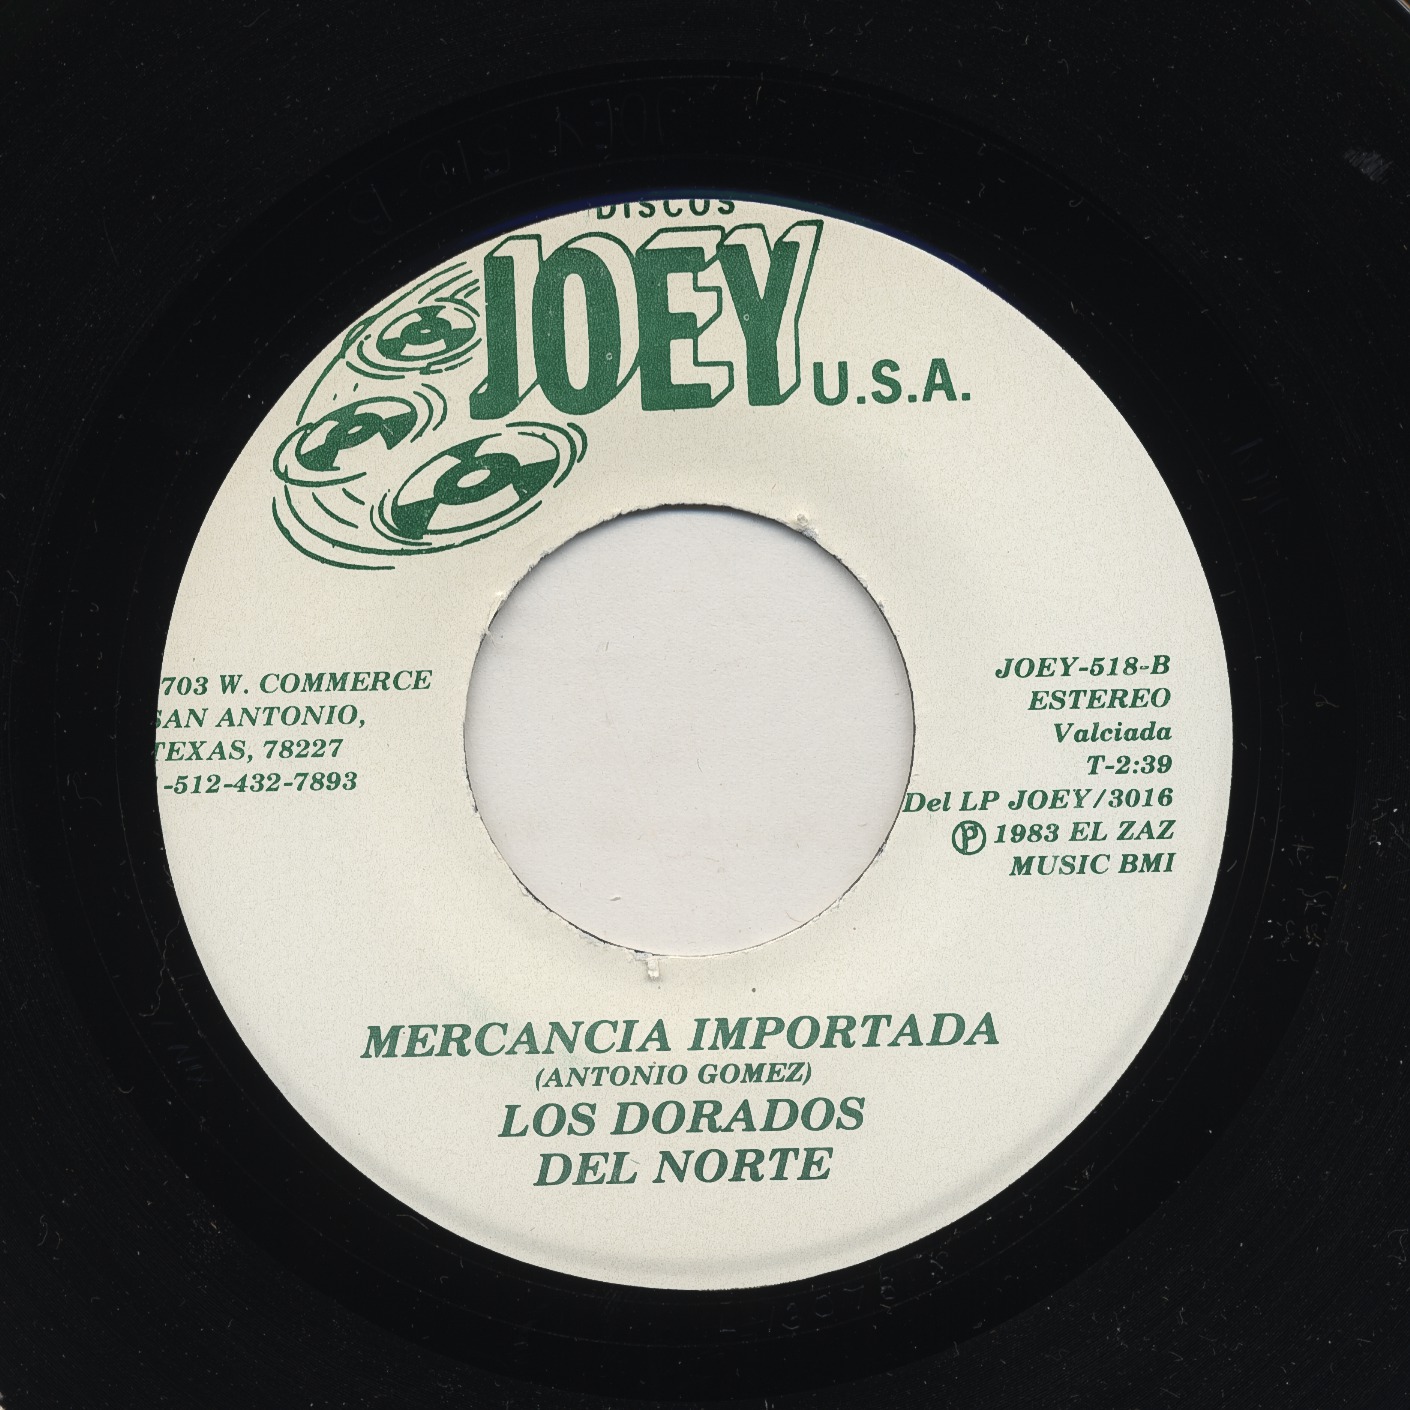 DISCOS
JOEY U.S.A.
703 W. COMMERCE
SAN ANTONIO,
TEXAS, 78227
-512-432-7893
JOEY-518-B
ESTEREO
Valciada
T-2:39
Del LP JOEY/3016
Ⓟ 1983 EL ZAZ
MUSIC BMI
MERCANCIA IMPORTADA
(ANTONIO GOMEZ)
LOS DORADOS
DEL NORTE